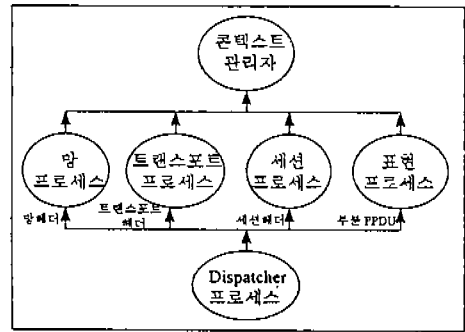 콘텍스트
관리자
망
프로세스
트랜스포트
프로세스
세션
프로세스
표현
프로세스
망헤더
트랜스포트
헤더
세션헤더
부분 PPDU
Dispatcher
프로세스